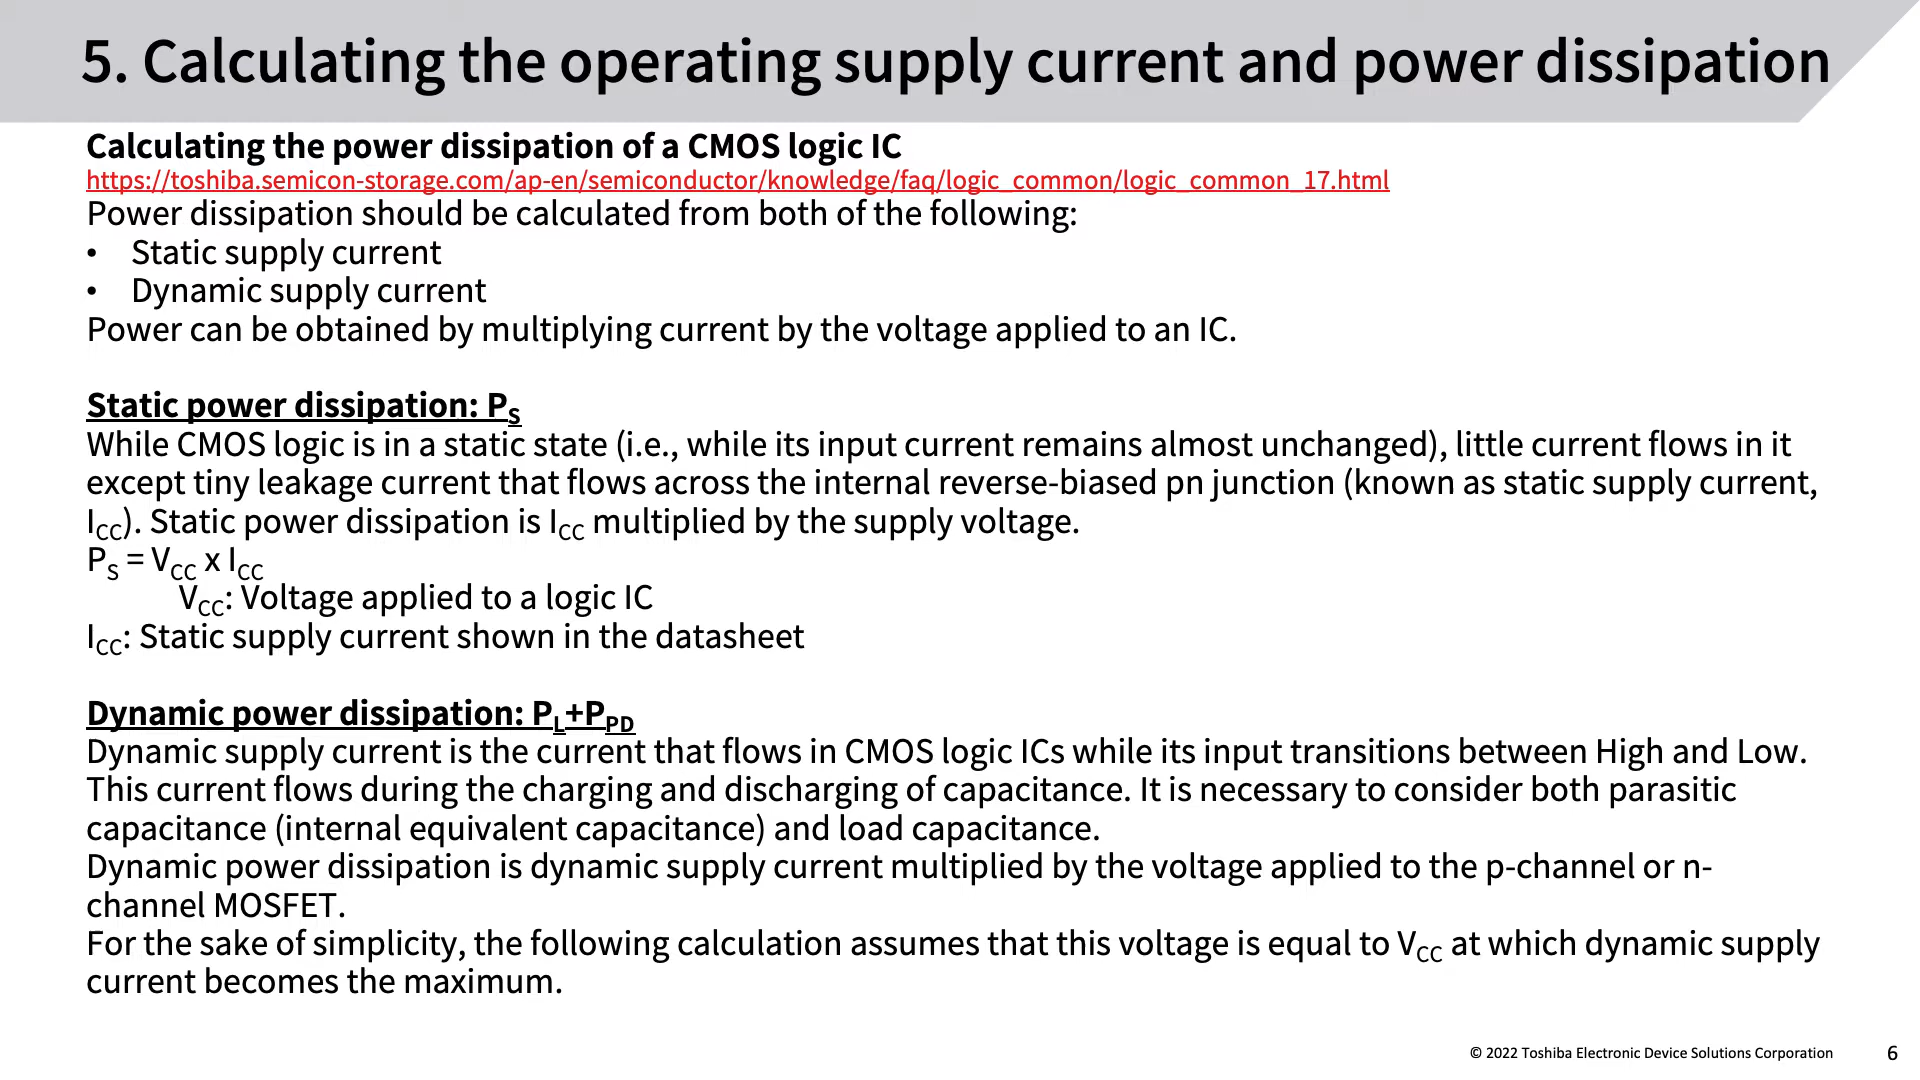 5. Calculating the operating supply current and power dissipation
Calculating the power dissipation of a CMOS logic IC
https://toshiba.semicon-storage.com/ap-en/semiconductor/knowledge/faq/logic_common/logic_common_17.html
Power dissipation should be calculated from both of the following:
• Static supply current
• Dynamic supply current
Power can be obtained by multiplying current by the voltage applied to an IC.
Static power dissipation: PS
While CMOS logic is in a static state (i.e., while its input current remains almost unchanged), little current flows in it
except tiny leakage current that flows across the internal reverse-biased pn junction (known as static supply current,
ICC). Static power dissipation is ICC multiplied by the supply voltage.
PS = VCC x ICC
VCC: Voltage applied to a logic IC
ICC: Static supply current shown in the datasheet
Dynamic power dissipation: PL+PPD
Dynamic supply current is the current that flows in CMOS logic ICs while its input transitions between High and Low.
This current flows during the charging and discharging of capacitance. It is necessary to consider both parasitic
capacitance (internal equivalent capacitance) and load capacitance.
Dynamic power dissipation is dynamic supply current multiplied by the voltage applied to the p-channel or n-
channel MOSFET.
For the sake of simplicity, the following calculation assumes that this voltage is equal to VCC at which dynamic supply
current becomes the maximum.
© 2022 Toshiba Electronic Device Solutions Corporation
6